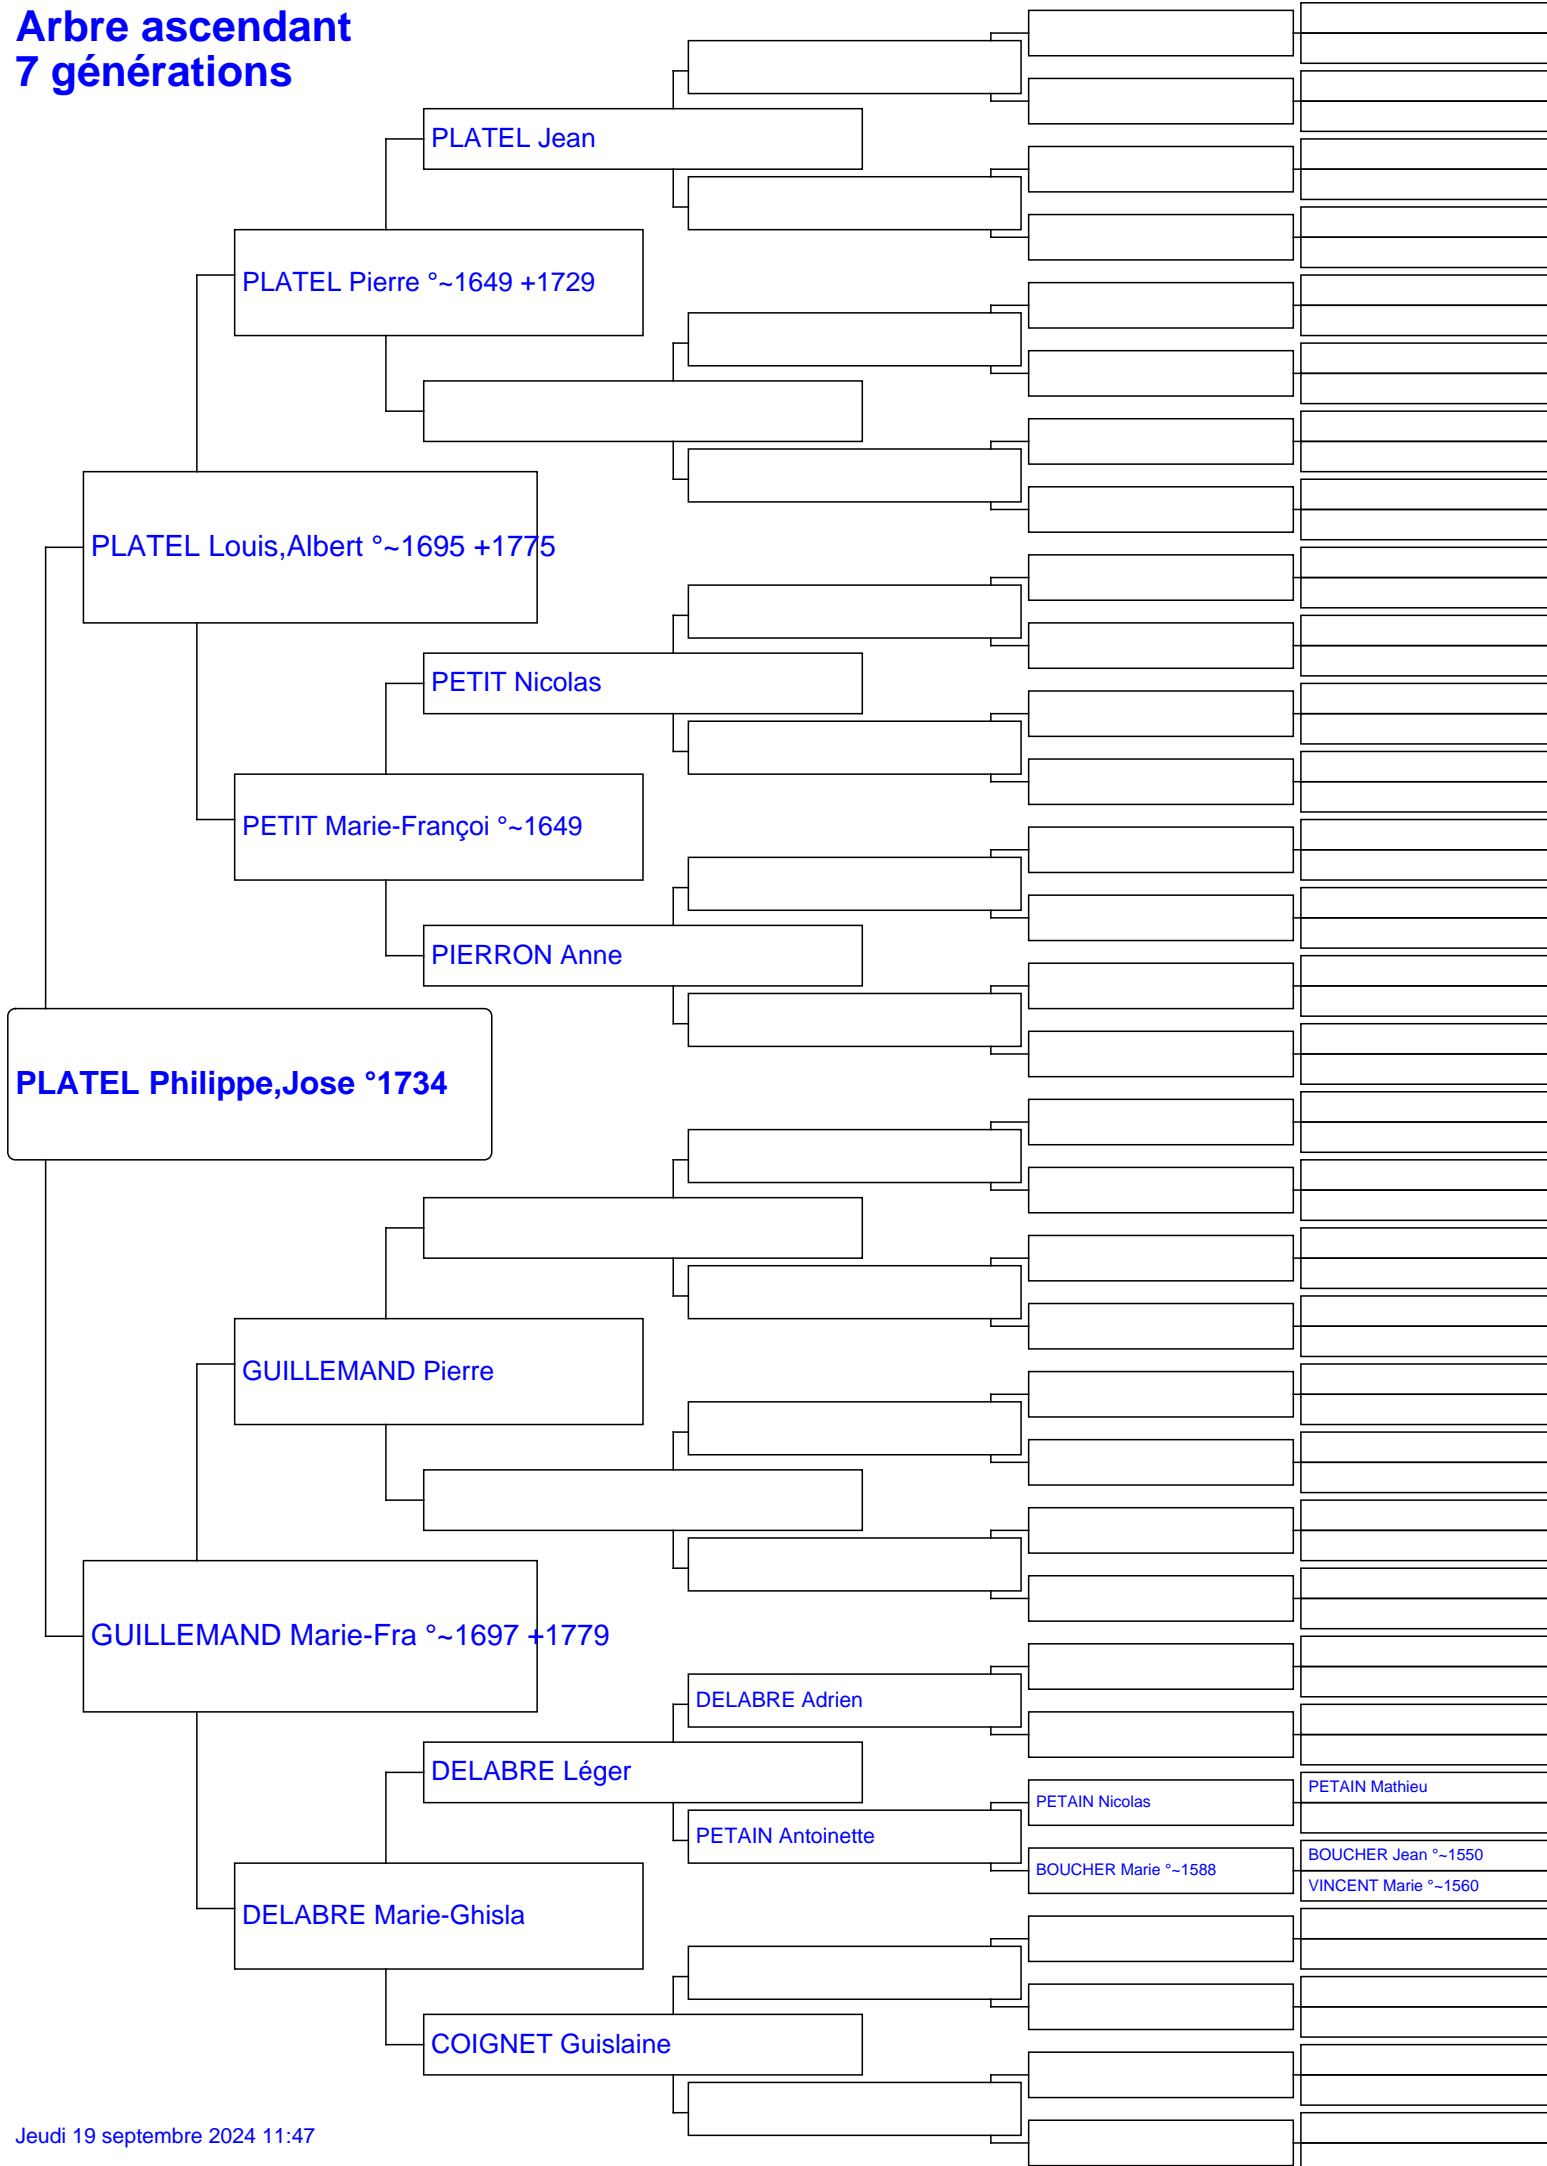 Arbre ascendant
7 générations
PLATEL Jean
PLATEL Pierre °~1649 +1729
PLATEL Louis,Albert °~1695 +1775
PETIT Nicolas
PETIT Marie-Françoi °~1649
PIERRON Anne
PLATEL Philippe,Jose °1734
GUILLEMAND Pierre
GUILLEMAND Marie-Fra °~1697 +1779
DELABRE Adrien
DELABRE Léger
PETAIN Mathieu
PETAIN Nicolas
PETAIN Antoinette
BOUCHER Jean °~1550
BOUCHER Marie °~1588
VINCENT Marie °~1560
DELABRE Marie-Ghisla
COIGNET Guislaine
Jeudi 19 septembre 2024 11:47